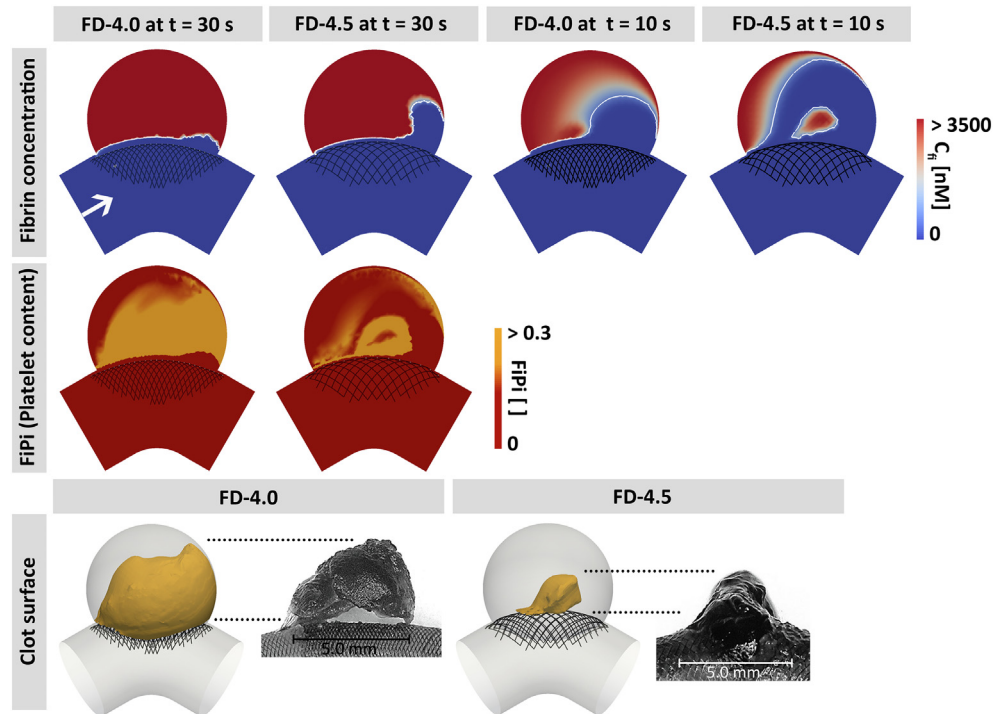 FD-4.0 at t = 30 s
FD-4.5 at t = 30 s
FD-4.0 at t = 10 s
FD-4.5 at t = 10 s
Fibrin concentration
> 3500
C_fi [nM]
0
FiPi (Platelet content)
> 0.3
FiPi [ ]
0
FD-4.0
FD-4.5
Clot surface
5.0 mm
5.0 mm